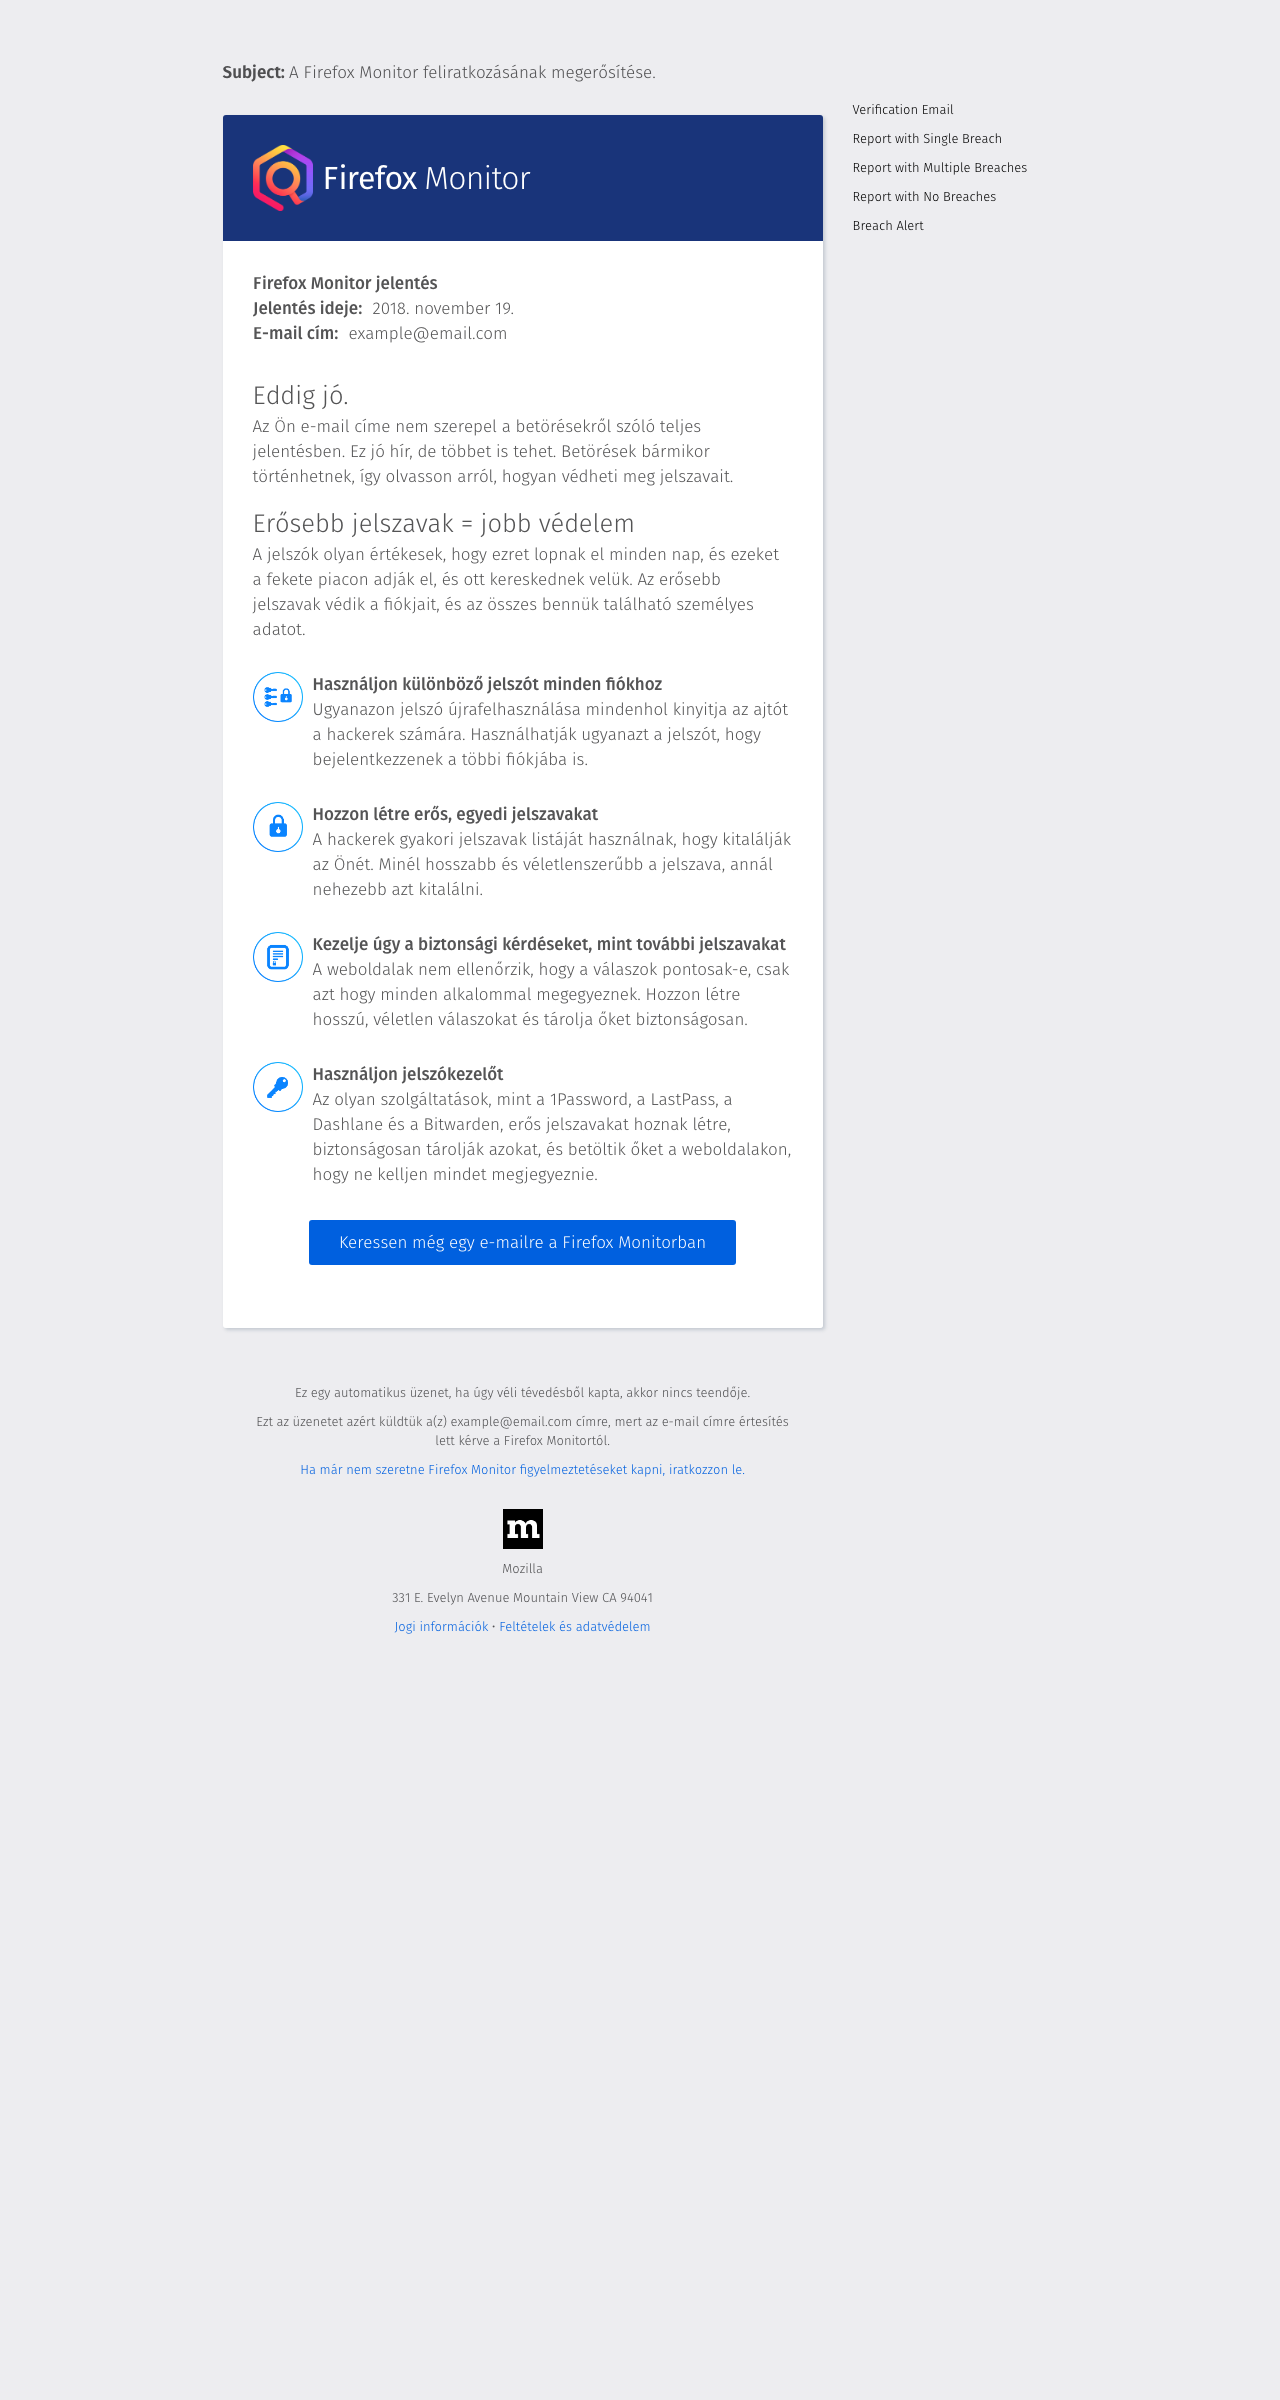 Subject: A Firefox Monitor feliratkozásának megerősítése.
Verification Email
Report with Single Breach
Report with Multiple Breaches
Report with No Breaches
Breach Alert
Firefox Monitor
Firefox Monitor jelentés
Jelentés ideje: 2018. november 19.
E-mail cím: example@email.com
Eddig jó.
Az Ön e-mail címe nem szerepel a betörésekről szóló teljes
jelentésben. Ez jó hír, de többet is tehet. Betörések bármikor
történhetnek, így olvasson arról, hogyan védheti meg jelszavait.
Erősebb jelszavak = jobb védelem
A jelszók olyan értékesek, hogy ezret lopnak el minden nap, és ezeket
a fekete piacon adják el, és ott kereskednek velük. Az erősebb
jelszavak védik a fiókjait, és az összes bennük található személyes
adatot.
Használjon különböző jelszót minden fiókhoz
Ugyanazon jelszó újrafelhasználása mindenhol kinyitja az ajtót
a hackerek számára. Használhatják ugyanazt a jelszót, hogy
bejelentkezzenek a többi fiókjába is.
Hozzon létre erős, egyedi jelszavakat
A hackerek gyakori jelszavak listáját használnak, hogy kitalálják
az Önét. Minél hosszabb és véletlenszerűbb a jelszava, annál
nehezebb azt kitalálni.
Kezelje úgy a biztonsági kérdéseket, mint további jelszavakat
A weboldalak nem ellenőrzik, hogy a válaszok pontosak-e, csak
azt hogy minden alkalommal megegyeznek. Hozzon létre
hosszú, véletlen válaszokat és tárolja őket biztonságosan.
Használjon jelszókezelőt
Az olyan szolgáltatások, mint a 1Password, a LastPass, a
Dashlane és a Bitwarden, erős jelszavakat hoznak létre,
biztonságosan tárolják azokat, és betöltik őket a weboldalakon,
hogy ne kelljen mindet megjegyeznie.
Keressen még egy e-mailre a Firefox Monitorban
Ez egy automatikus üzenet, ha úgy véli tévedésből kapta, akkor nincs teendője.
Ezt az üzenetet azért küldtük a(z) example@email.com címre, mert az e-mail címre értesítés
lett kérve a Firefox Monitortól.
Ha már nem szeretne Firefox Monitor figyelmeztetéseket kapni, iratkozzon le.
m
Mozilla
331 E. Evelyn Avenue Mountain View CA 94041
Jogi információk • Feltételek és adatvédelem